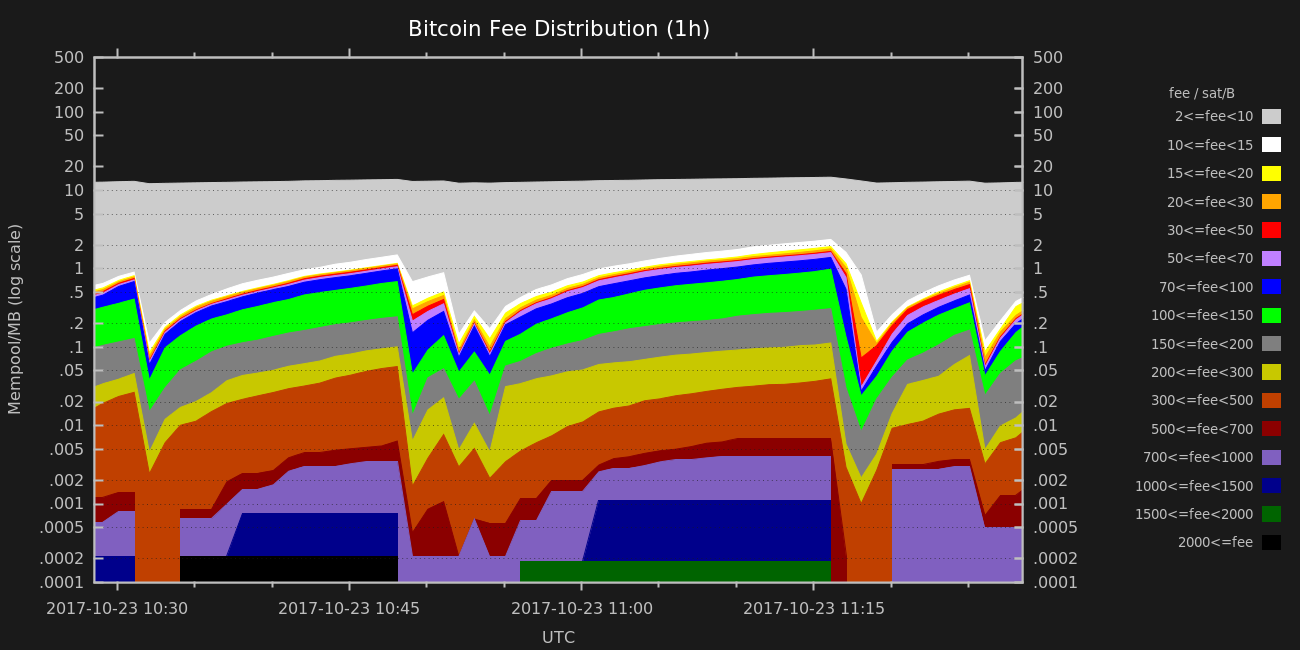 Bitcoin Fee Distribution (1h)
Mempool/MB (log scale)
500
200
100
50
20
10
5
2
1
.5
.2
.1
.05
.02
.01
.005
.002
.001
.0005
.0002
.0001
500
200
100
50
20
10
5
2
1
.5
.2
.1
.05
.02
.01
.005
.002
.001
.0005
.0002
.0001
2017-10-23 10:30
2017-10-23 10:45
2017-10-23 11:00
2017-10-23 11:15
UTC
fee / sat/B
2<=fee<10
10<=fee<15
15<=fee<20
20<=fee<30
30<=fee<50
50<=fee<70
70<=fee<100
100<=fee<150
150<=fee<200
200<=fee<300
300<=fee<500
500<=fee<700
700<=fee<1000
1000<=fee<1500
1500<=fee<2000
2000<=fee